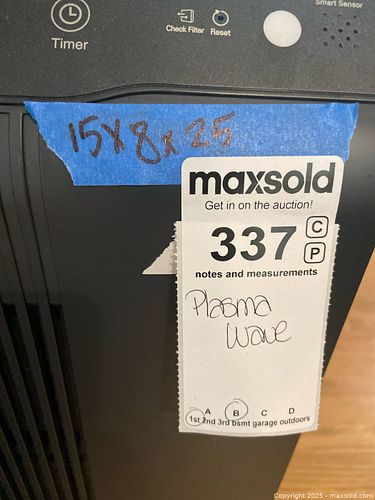 Smart Sensor
Timer
Check Filter Reset
15x8x25
maxsold
Get in on the auction!
337 C
P
notes and measurements
Plasma
Wave
A B C D
1st 2nd 3rd bsmt garage outdoors
Copyright 2025 - maxsold.com